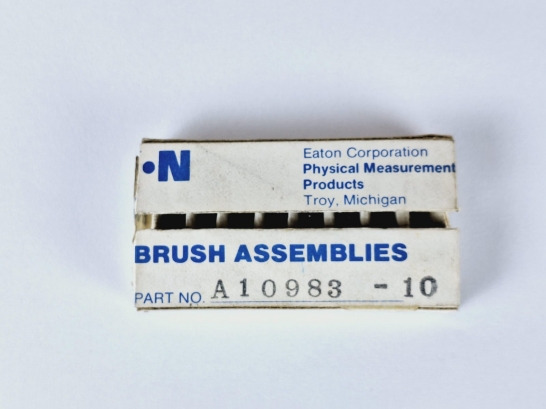 •N
Eaton Corporation
Physical Measurement
Products
Troy, Michigan
BRUSH ASSEMBLIES
PART NO. A10983 - 10